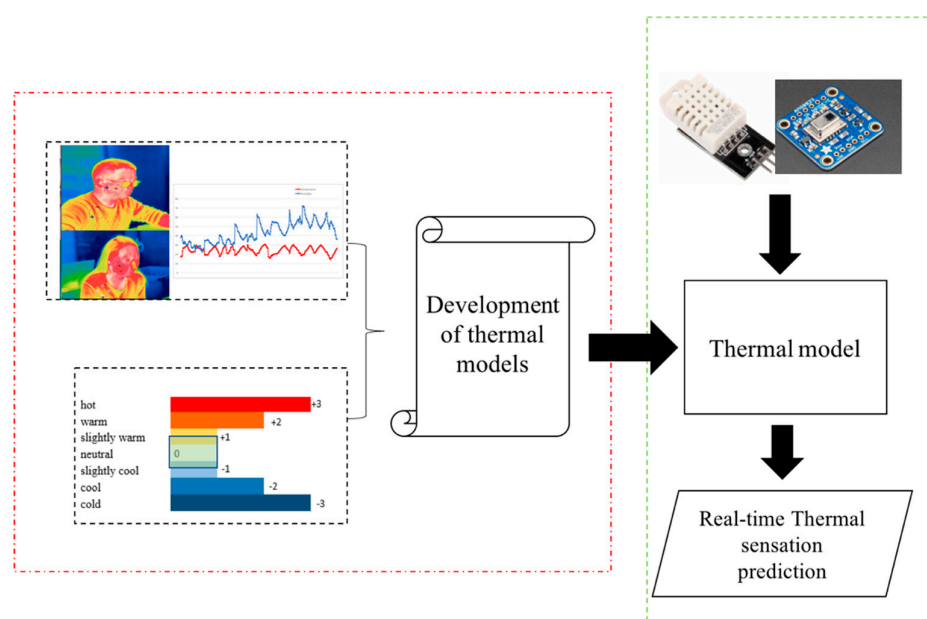 hot
+3
warm
+2
slightly warm
+1
neutral
0
slightly cool
-1
cool
-2
cold
-3
Development
of thermal
models
Thermal model
Real-time Thermal
sensation
prediction